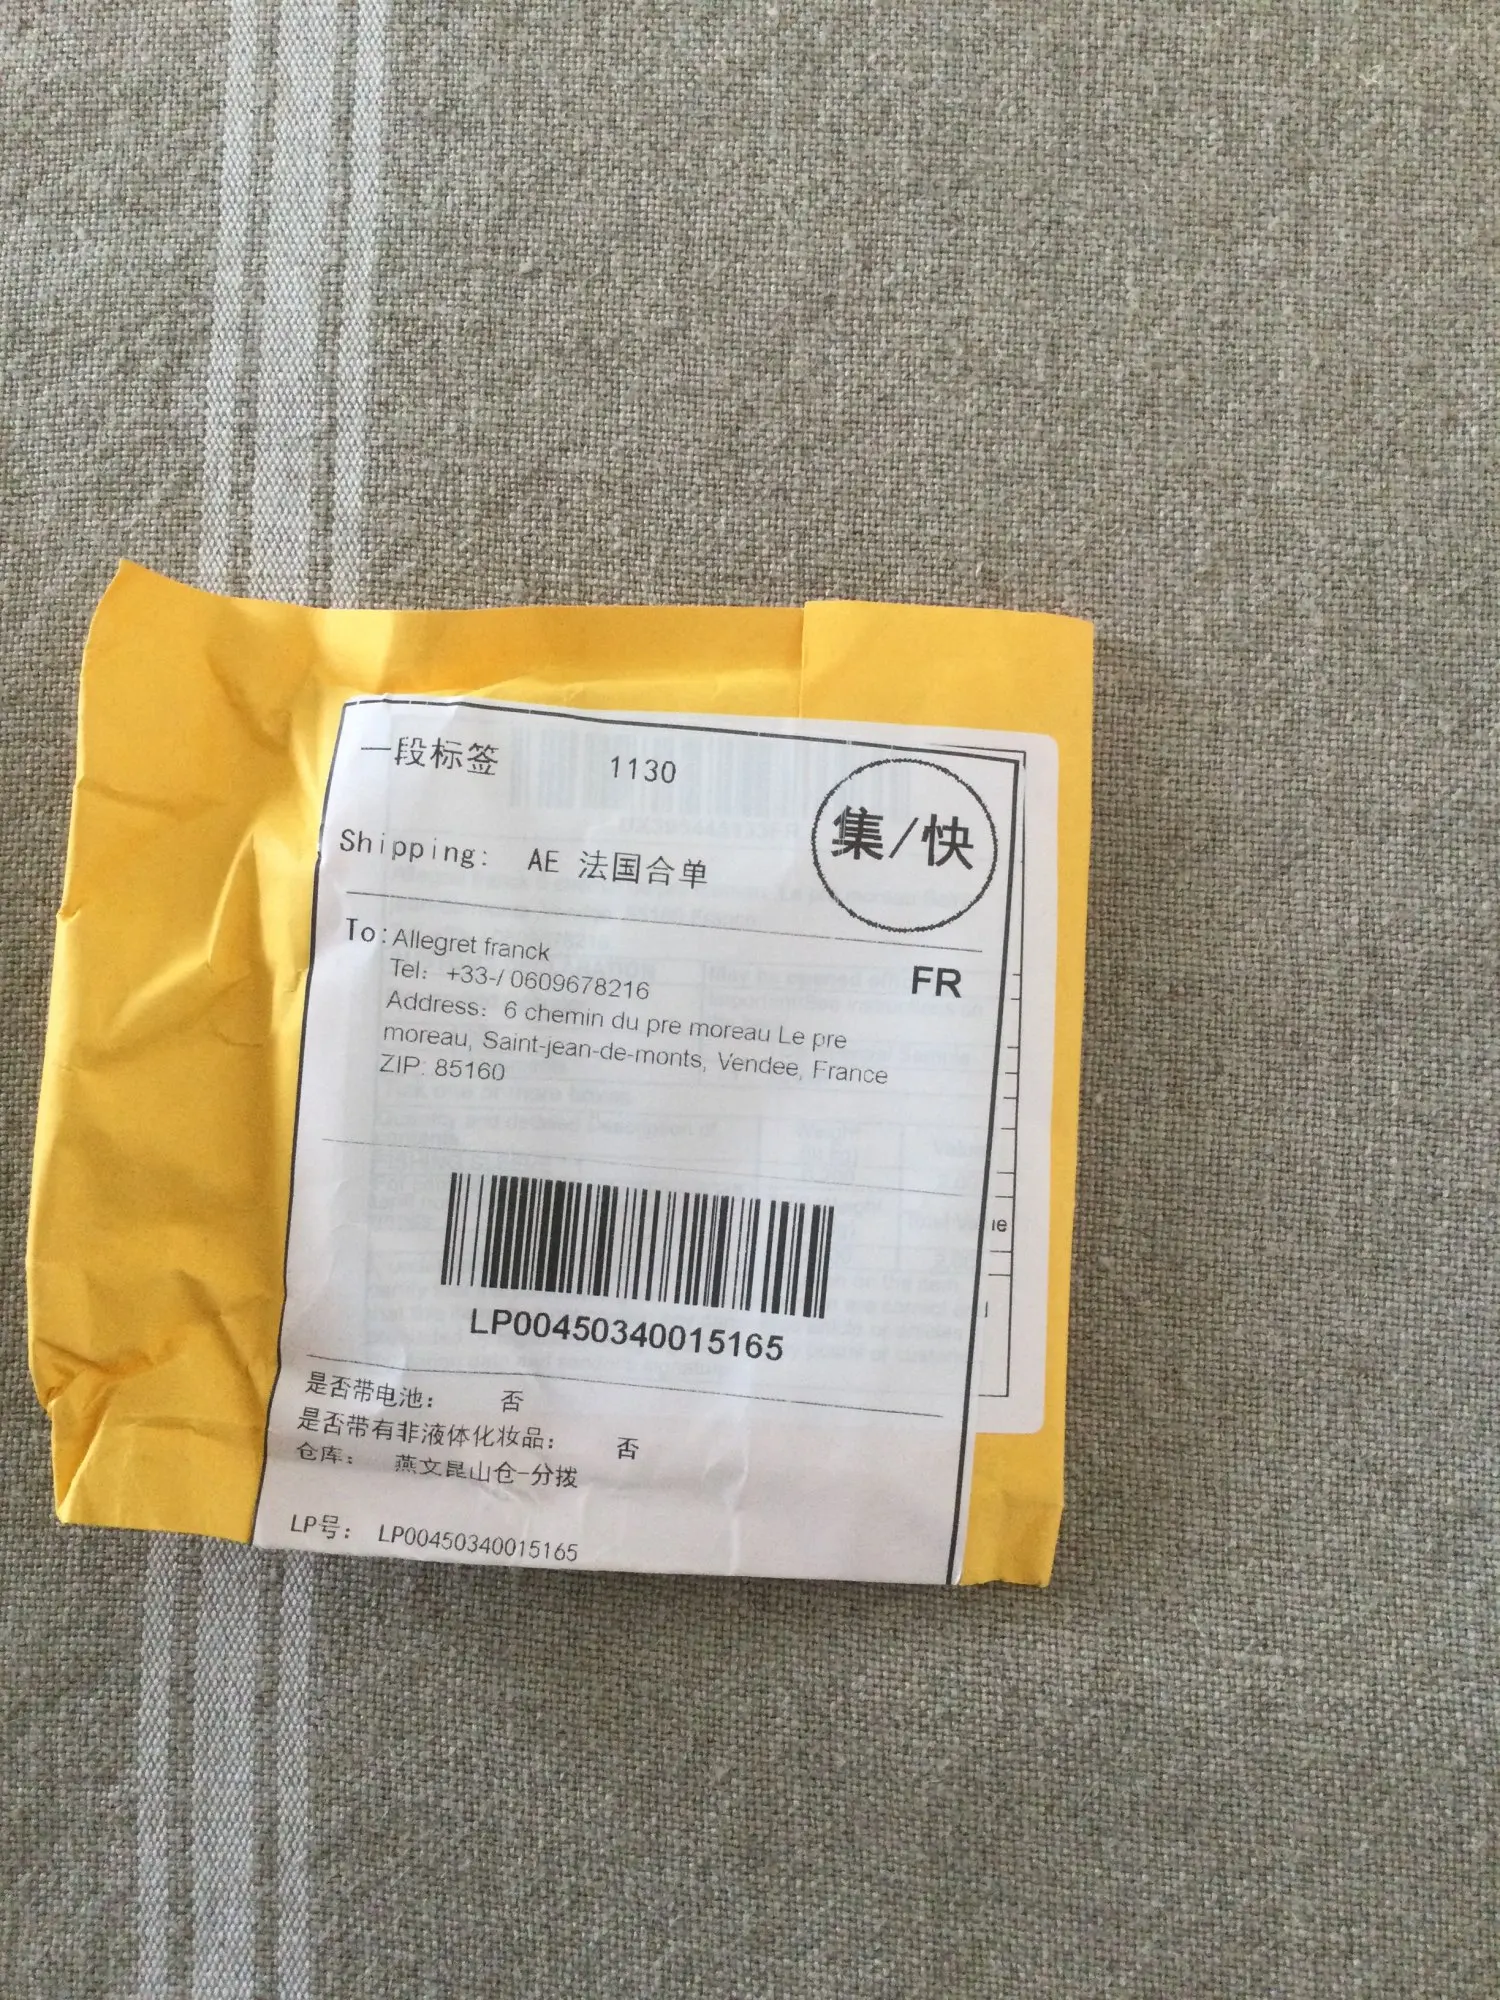 一段标签 1130
集/快
Shipping: AE 法国合单
To: Allegret franck
FR
Tel: +33-/ 0609678216
Address: 6 chemin du pre moreau Le pre
moreau, Saint-jean-de-monts, Vendee, France
ZIP: 85160
LP00450340015165
是否带电池: 否
是否带有非液体化妆品: 否
仓库: 燕文昆山仓-分拨
LP号: LP00450340015165